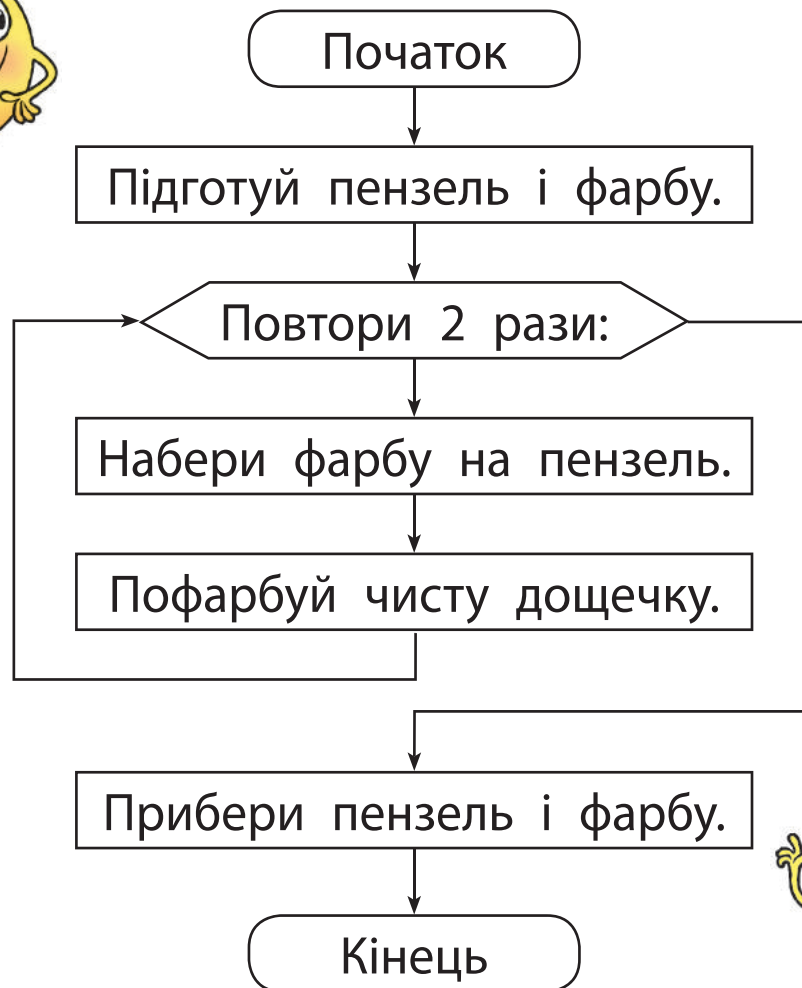 Початок
Підготуй пензель і фарбу.
Повтори 2 рази:
Набери фарбу на пензель.
Пофарбуй чисту дощечку.
Прибери пензель і фарбу.
Кінець